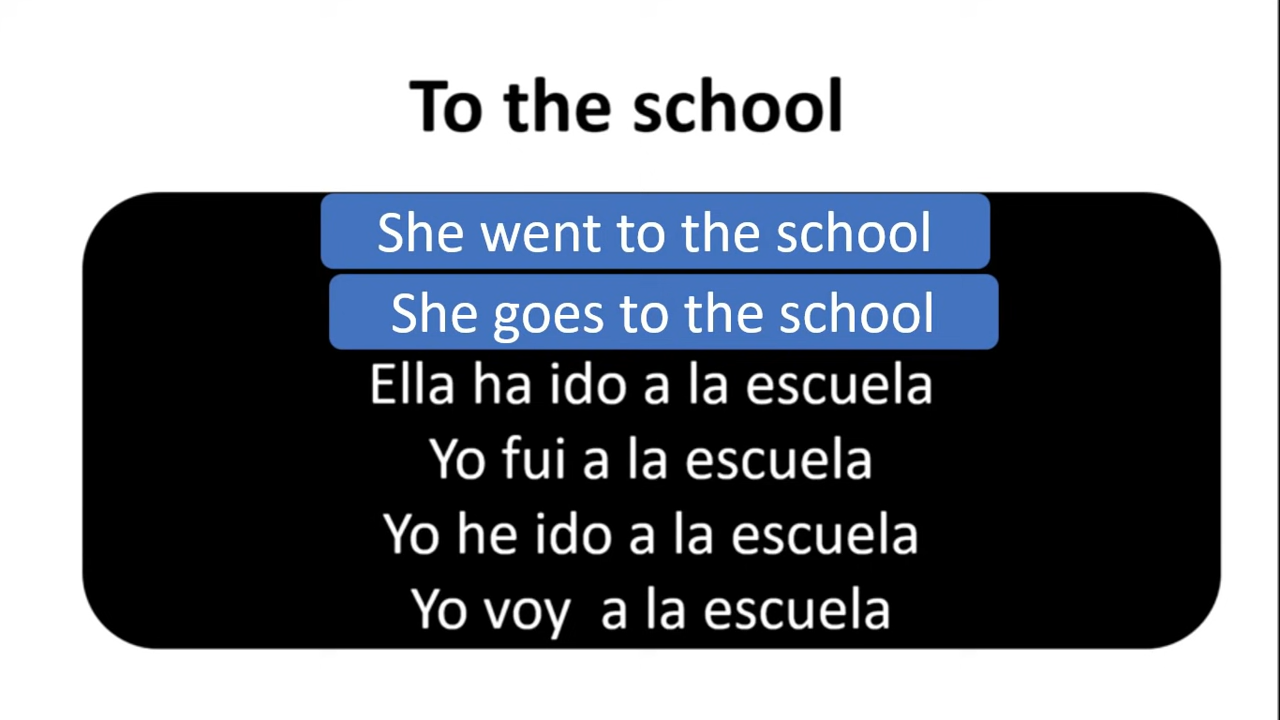 To the school
She went to the school
She goes to the school
Ella ha ido a la escuela
Yo fui a la escuela
Yo he ido a la escuela
Yo voy  a la escuela